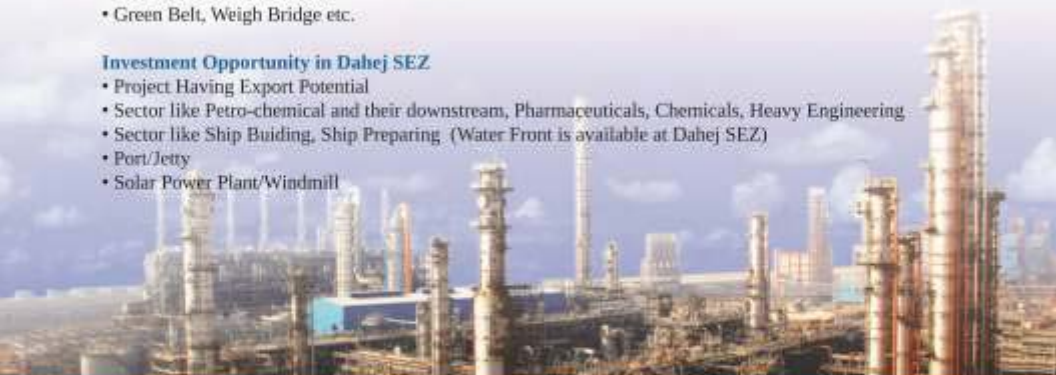 • Green Belt, Weigh Bridge etc.
Investment Opportunity in Dahej SEZ
• Project Having Export Potential
• Sector like Petro-chemical and their downstream, Pharmaceuticals, Chemicals, Heavy Engineering
• Sector like Ship Buiding, Ship Preparing (Water Front is available at Dahej SEZ)
• Port/Jetty
• Solar Power Plant/Windmill